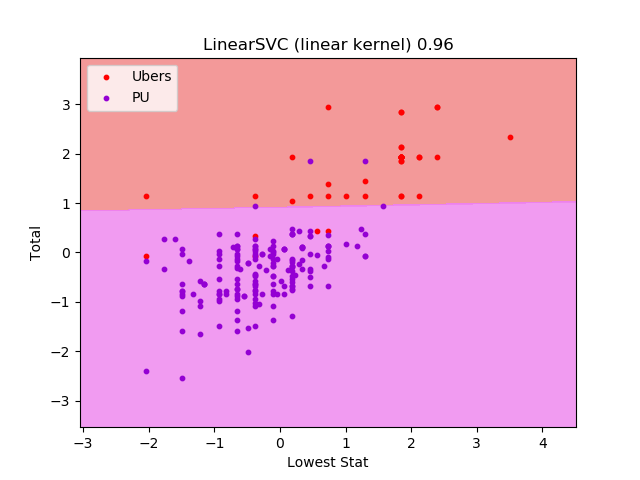 LinearSVC (linear kernel) 0.96
Ubers
PU
3
2
1
0
−1
−2
−3
Total
−3 −2 −1 0 1 2 3 4
Lowest Stat